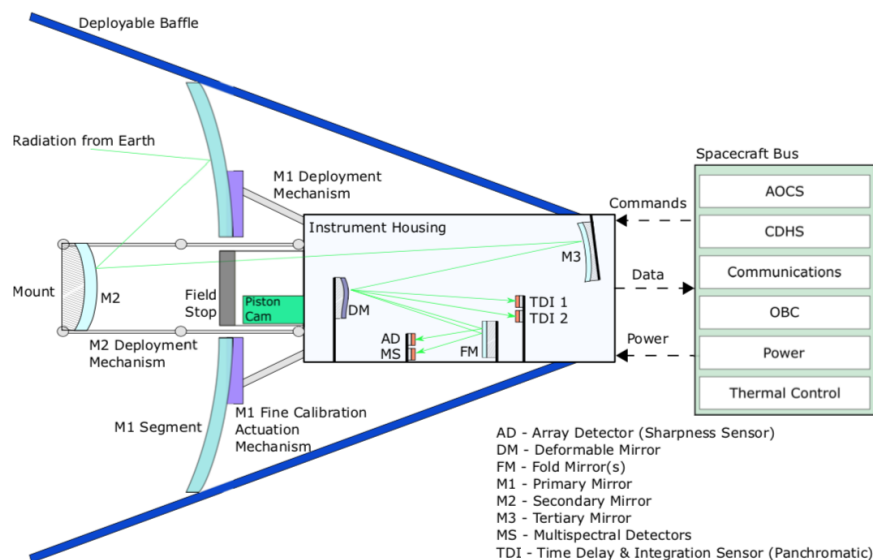 Deployable Baffle
Radiation from Earth
M1 Deployment
Mechanism
Spacecraft Bus
AOCS
CDHS
Communications
OBC
Power
Thermal Control
Commands
Data
Power
Instrument Housing
M3
Mount
M2
Field
Stop
Piston
Cam
DM
TDI 1
TDI 2
AD
MS
FM
M2 Deployment
Mechanism
M1 Segment
M1 Fine Calibration
Actuation
Mechanism
AD - Array Detector (Sharpness Sensor)
DM - Deformable Mirror
FM - Fold Mirror(s)
M1 - Primary Mirror
M2 - Secondary Mirror
M3 - Tertiary Mirror
MS - Multispectral Detectors
TDI - Time Delay & Integration Sensor (Panchromatic)